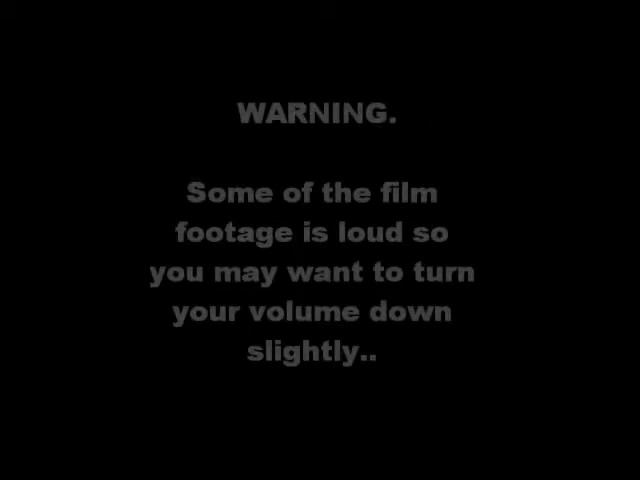 WARNING.
Some of the film
footage is loud so
you may want to turn
your volume down
slightly..